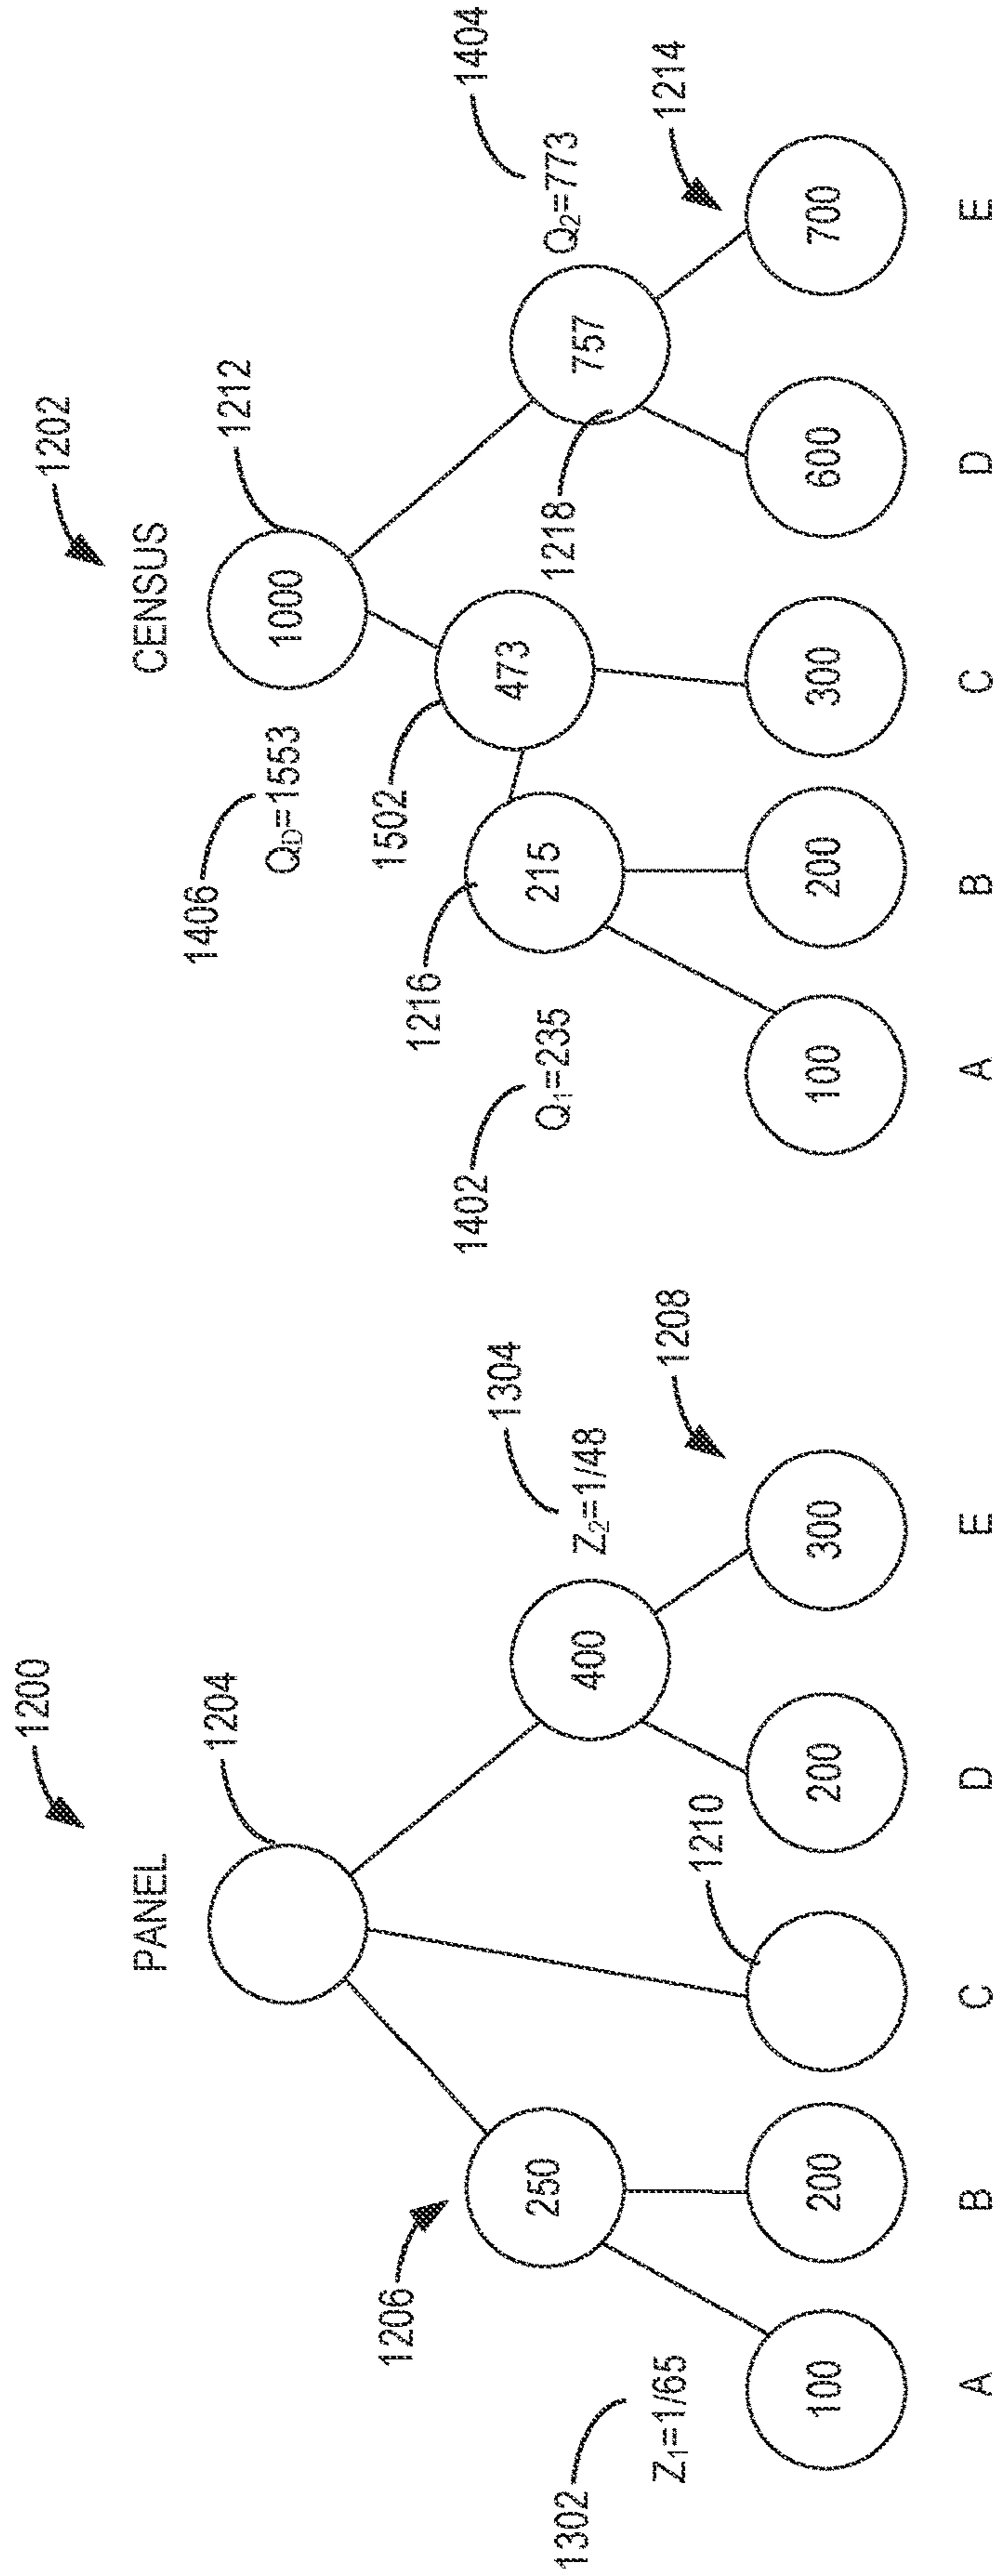 1200
PANEL
1204
1206
250
400
1302
Z₁=1/65
Z₂=1/48
1304
1210
1208
100
200
200
300
A
B
C
D
E
1202
CENSUS
1212
1000
1406
Q_D=1553
1502
473
1216
215
1402
Q₁=235
1218
757
Q₂=773
1404
1214
100
200
300
600
700
A
B
C
D
E